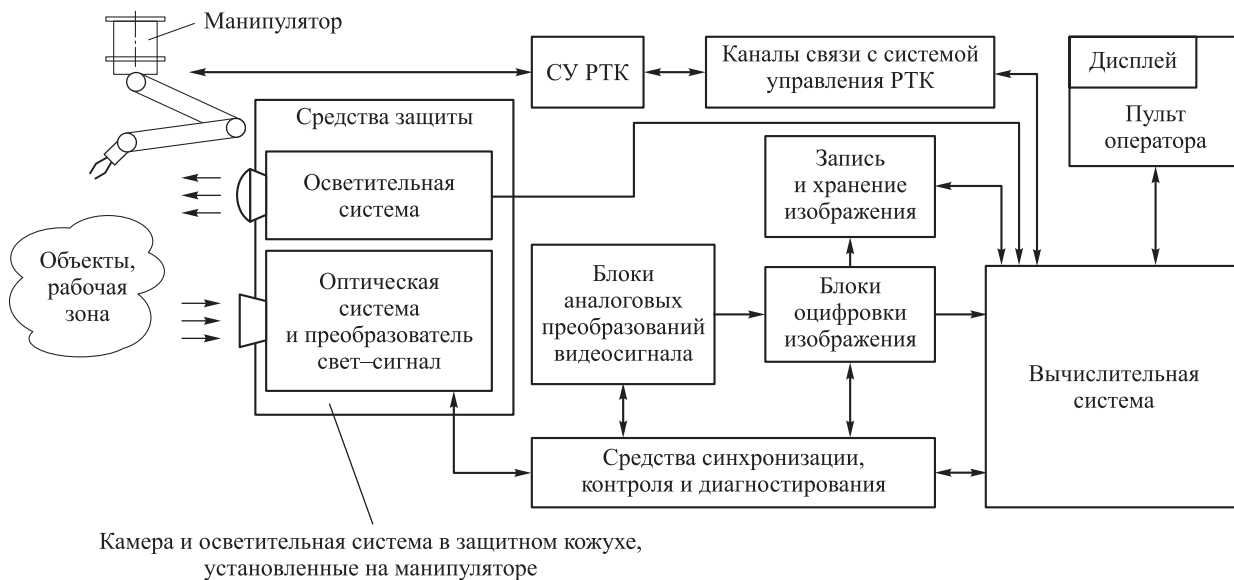 Манипулятор
СУ РТК
Каналы связи с системой
управления РТК
Дисплей
Пульт
оператора
Средства защиты
Осветительная
система
Запись
и хранение
изображения
Объекты,
рабочая
зона
Оптическая
система
и преобразователь
свет–сигнал
Блоки
аналоговых
преобразований
видеосигнала
Блоки
оцифровки
изображения
Вычислительная
система
Средства синхронизации,
контроля и диагностирования
Камера и осветительная система в защитном кожухе,
установленные на манипуляторе